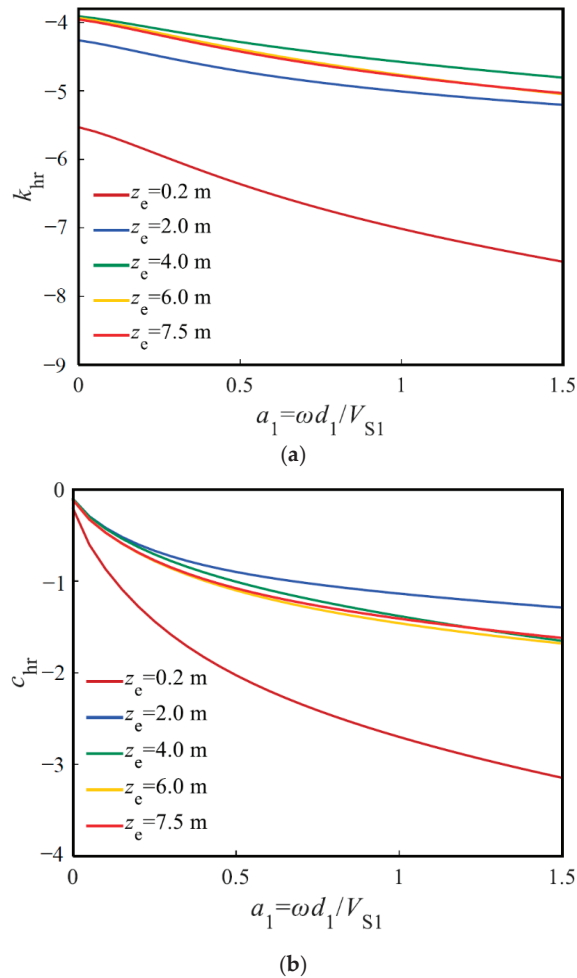 −4
−5
−6
−7
−8
−9
k_hr
z_e=0.2 m
z_e=2.0 m
z_e=4.0 m
z_e=6.0 m
z_e=7.5 m
0 0.5 1 1.5
a_1=ωd_1/V_S1
(a)
0
−1
−2
−3
−4
c_hr
z_e=0.2 m
z_e=2.0 m
z_e=4.0 m
z_e=6.0 m
z_e=7.5 m
0 0.5 1 1.5
a_1=ωd_1/V_S1
(b)